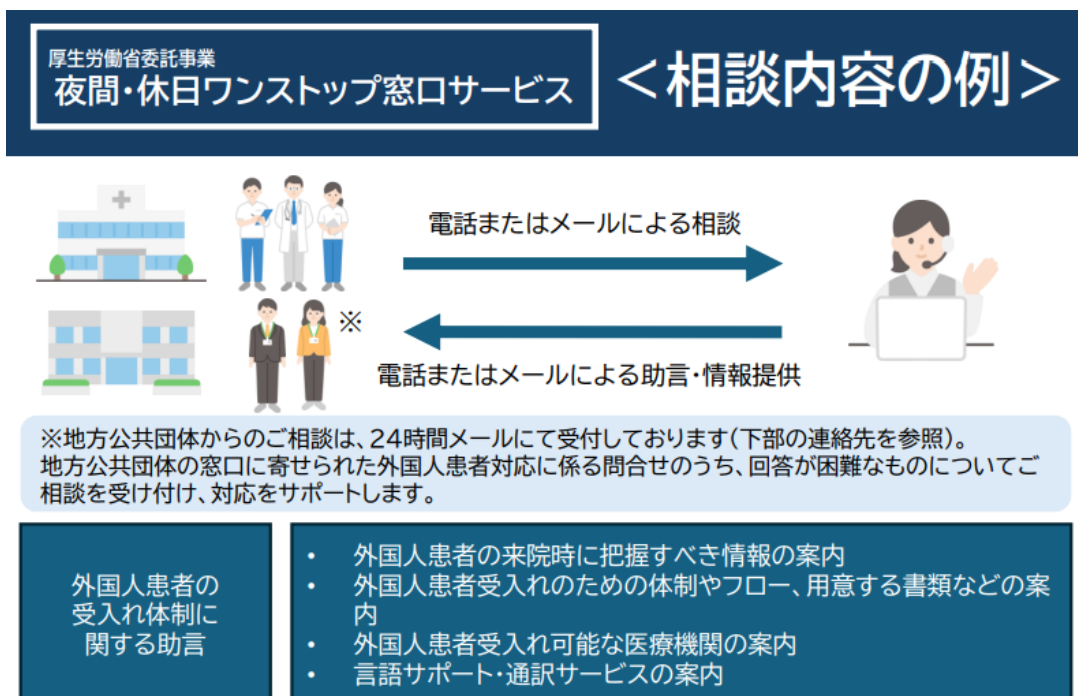 厚生労働省委託事業
夜間・休日ワンストップ窓口サービス
＜相談内容の例＞
電話またはメールによる相談
※
電話またはメールによる助言・情報提供
※地方公共団体からのご相談は、24時間メールにて受付しております(下部の連絡先を参照)。
地方公共団体の窓口に寄せられた外国人患者対応に係る問合せのうち、回答が困難なものについてご
相談を受け付け、対応をサポートします。
外国人患者の
受入れ体制に
関する助言
• 外国人患者の来院時に把握すべき情報の案内
• 外国人患者受入れのための体制やフロー、用意する書類などの案
内
• 外国人患者受入れ可能な医療機関の案内
• 言語サポート・通訳サービスの案内